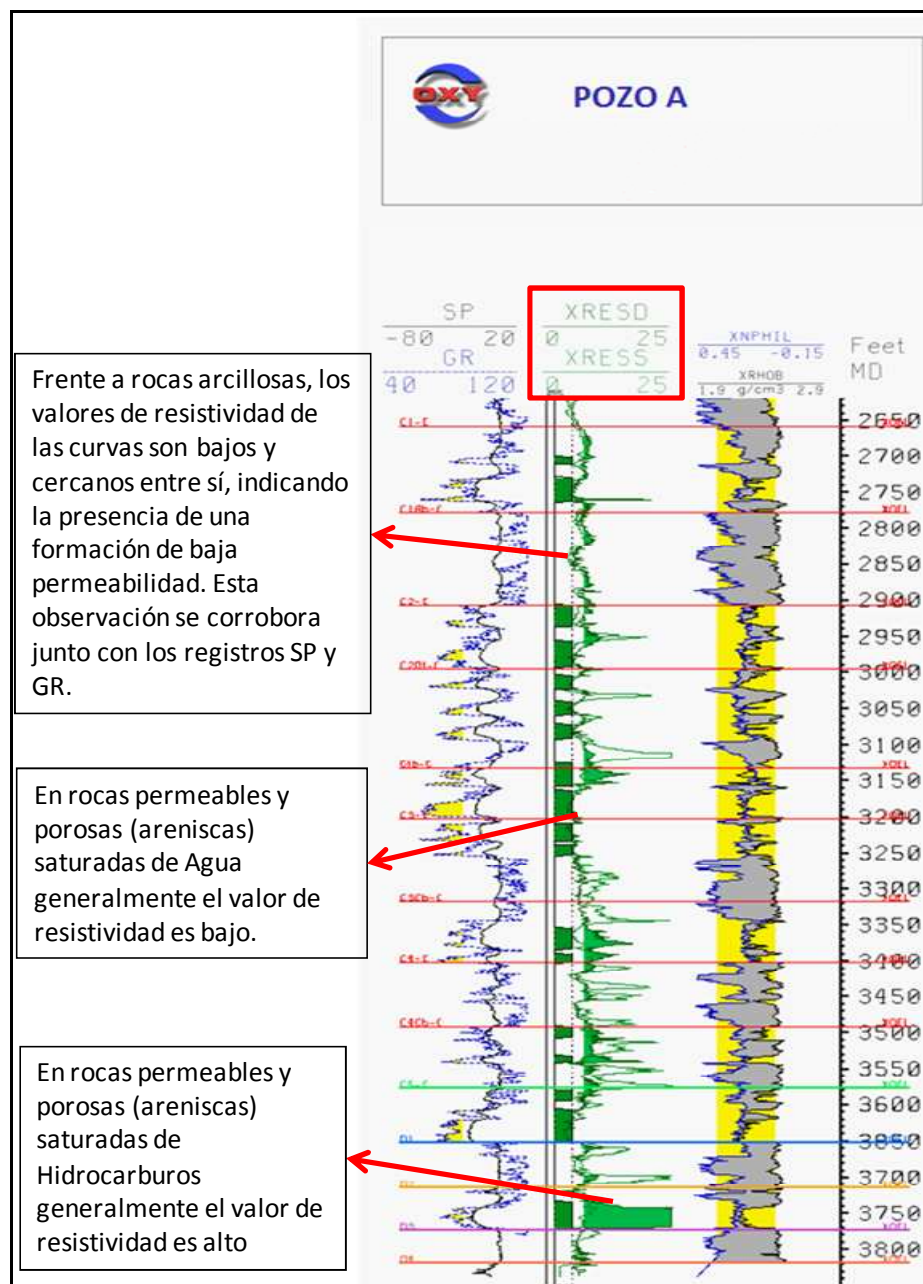 OXY
POZO A
SP
-80 20
GR
40 120
XRESD
0 25
XRESS
0 25
XNPHIL
0.45 -0.15
XRHOB
1.9 g/cm3 2.9
Feet
MD
Frente a rocas arcillosas, los
valores de resistividad de
las curvas son bajos y
cercanos entre sí, indicando
la presencia de una
formación de baja
permeabilidad. Esta
observación se corrobora
junto con los registros SP y
GR.
En rocas permeables y
porosas (areniscas)
saturadas de Agua
generalmente el valor de
resistividad es bajo.
En rocas permeables y
porosas (areniscas)
saturadas de
Hidrocarburos
generalmente el valor de
resistividad es alto
C1-C
C2-C
2650
2700
2750
2800
2850
2900
2950
3000
3050
3100
3150
3200
3250
3300
3350
3400
3450
3500
3550
3600
3650
3700
3750
3800